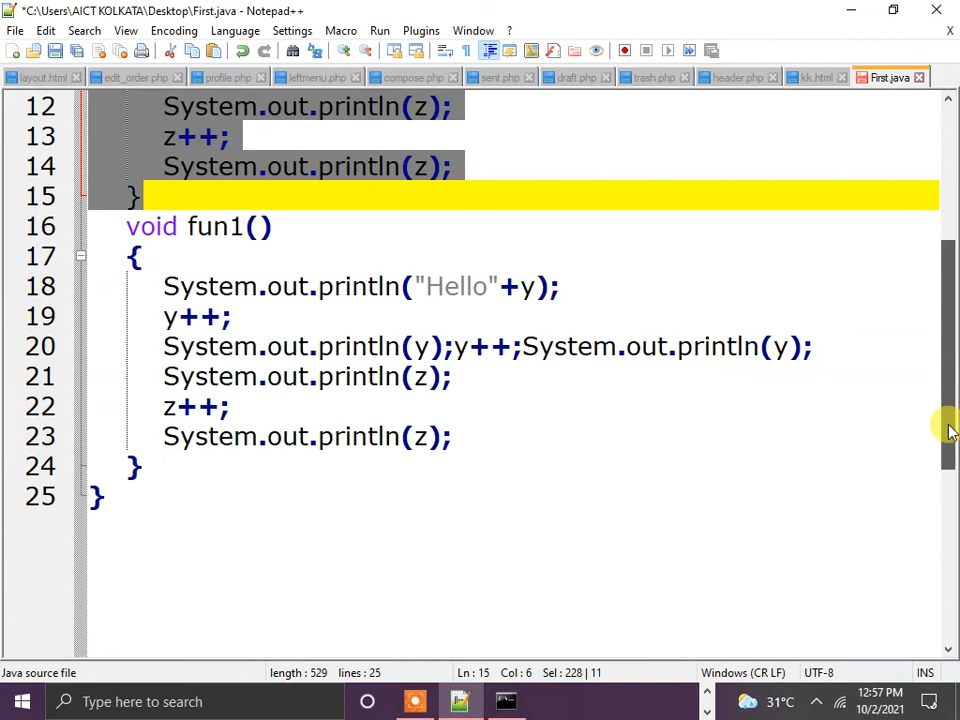 *C:\Users\AICT KOLKATA\Desktop\First.java - Notepad++
File Edit Search View Encoding Language Settings Macro Run Plugins Window ? X
layout.html edit_order.php profile.php leftmenu.php compose.php sent.php draft.php trash.php header.php kk.html First.java
12 System.out.println(z);
13 z++;
14 System.out.println(z);
15 }
16 void fun1()
17 {
18 System.out.println("Hello"+y);
19 y++;
20 System.out.println(y);y++;System.out.println(y);
21 System.out.println(z);
22 z++;
23 System.out.println(z);
24 }
25 }
Java source file length : 529 lines : 25 Ln : 15 Col : 6 Sel : 228 | 11 Windows (CR LF) UTF-8 INS
Type here to search 31°C 12:57 PM
10/2/2021